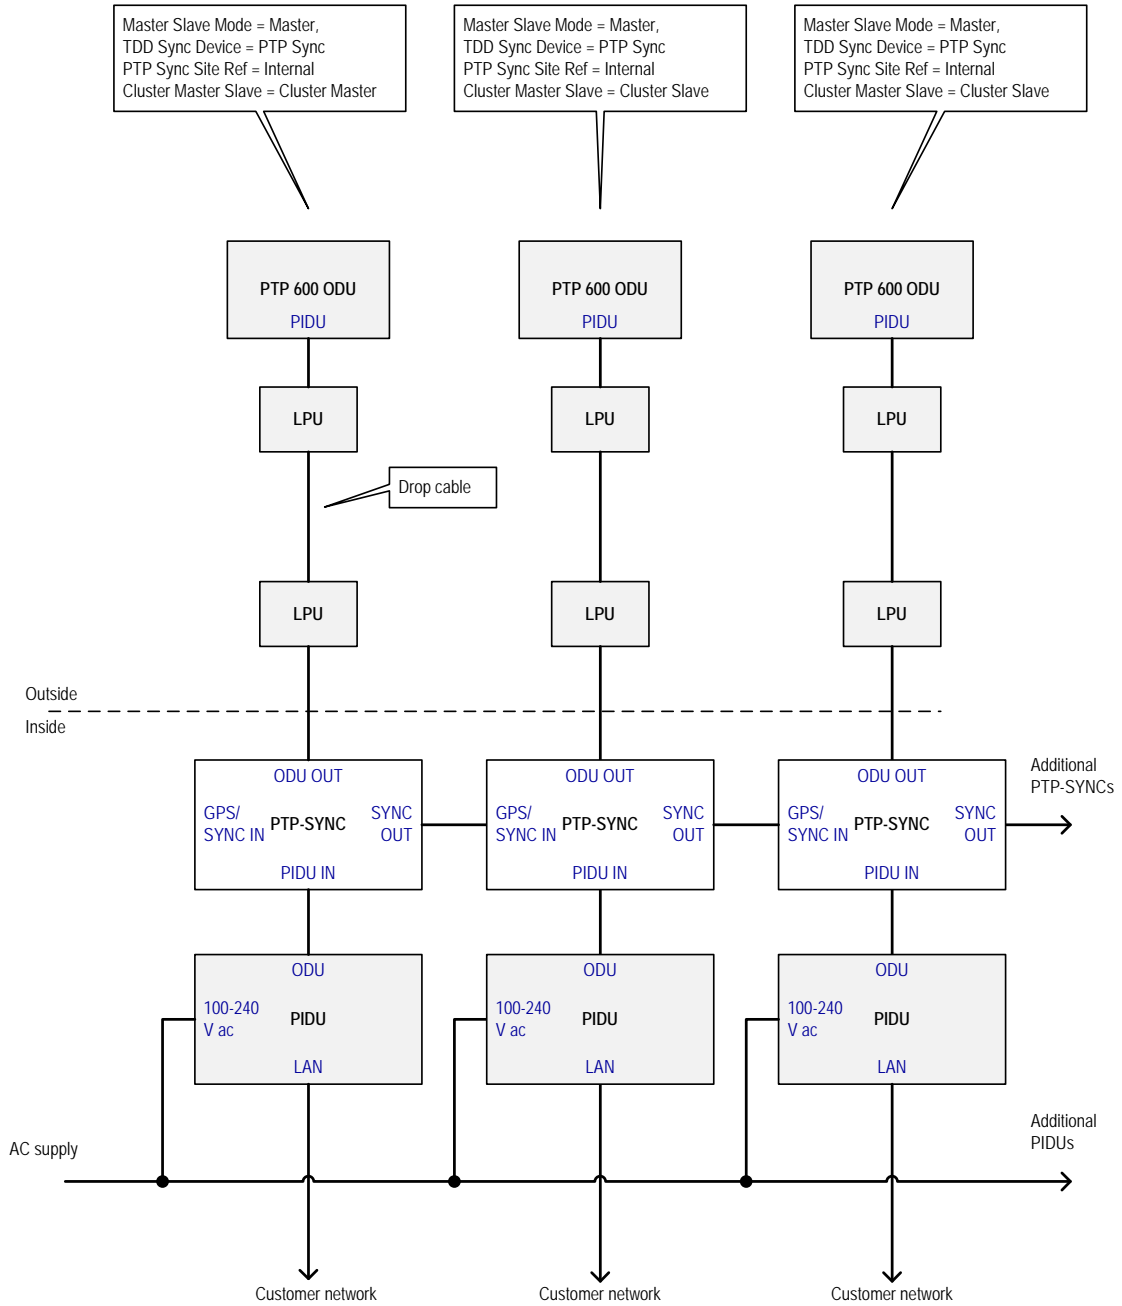 Master Slave Mode = Master,
TDD Sync Device = PTP Sync
PTP Sync Site Ref = Internal
Cluster Master Slave = Cluster Master
Master Slave Mode = Master,
TDD Sync Device = PTP Sync
PTP Sync Site Ref = Internal
Cluster Master Slave = Cluster Slave
Master Slave Mode = Master,
TDD Sync Device = PTP Sync
PTP Sync Site Ref = Internal
Cluster Master Slave = Cluster Slave
PTP 600 ODU
PIDU
PTP 600 ODU
PIDU
PTP 600 ODU
PIDU
LPU
LPU
LPU
Drop cable
LPU
LPU
LPU
Outside
Inside
ODU OUT
GPS/
SYNC IN
PTP-SYNC
SYNC
OUT
PIDU IN
ODU OUT
GPS/
SYNC IN
PTP-SYNC
SYNC
OUT
PIDU IN
ODU OUT
GPS/
SYNC IN
PTP-SYNC
SYNC
OUT
PIDU IN
Additional
PTP-SYNCs
ODU
100-240
V ac
PIDU
LAN
ODU
100-240
V ac
PIDU
LAN
ODU
100-240
V ac
PIDU
LAN
AC supply
Additional
PIDUs
Customer network
Customer network
Customer network